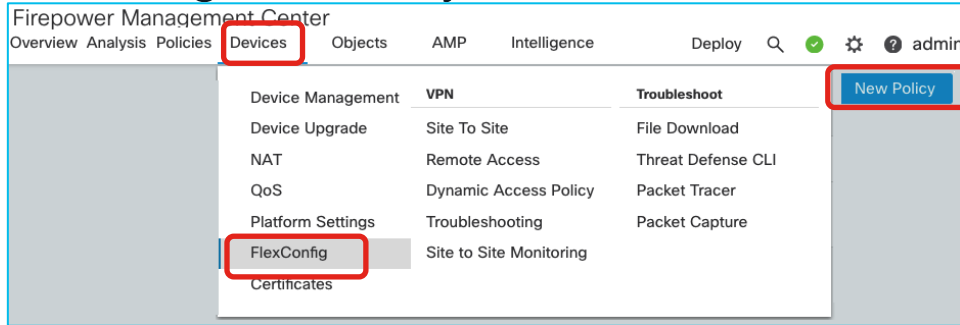 Firepower Management Center
Overview Analysis Policies Devices Objects AMP Intelligence Deploy admin
New Policy
Device Management
Device Upgrade
NAT
QoS
Platform Settings
FlexConfig
Certificates
VPN
Site To Site
Remote Access
Dynamic Access Policy
Troubleshooting
Site to Site Monitoring
Troubleshoot
File Download
Threat Defense CLI
Packet Tracer
Packet Capture